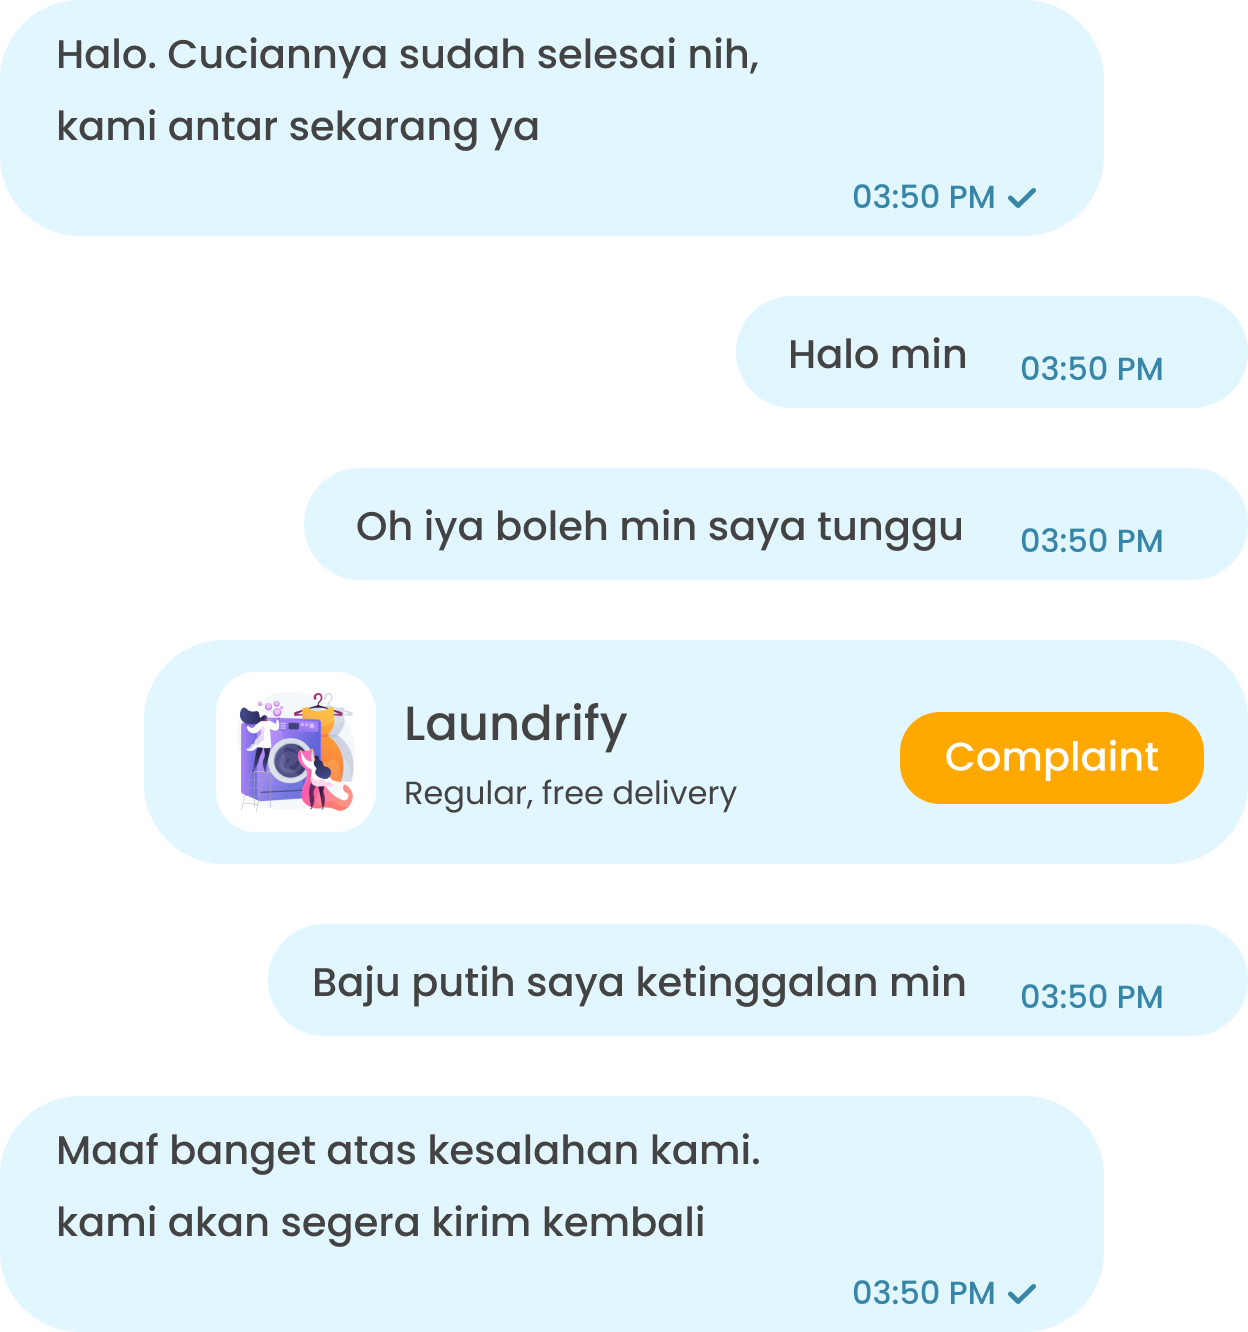 Halo. Cuciannya sudah selesai nih,
kami antar sekarang ya
03:50 PM
Halo min
03:50 PM
Oh iya boleh min saya tunggu
03:50 PM
Laundrify
Regular, free delivery
Complaint
Baju putih saya ketinggalan min
03:50 PM
Maaf banget atas kesalahan kami.
kami akan segera kirim kembali
03:50 PM